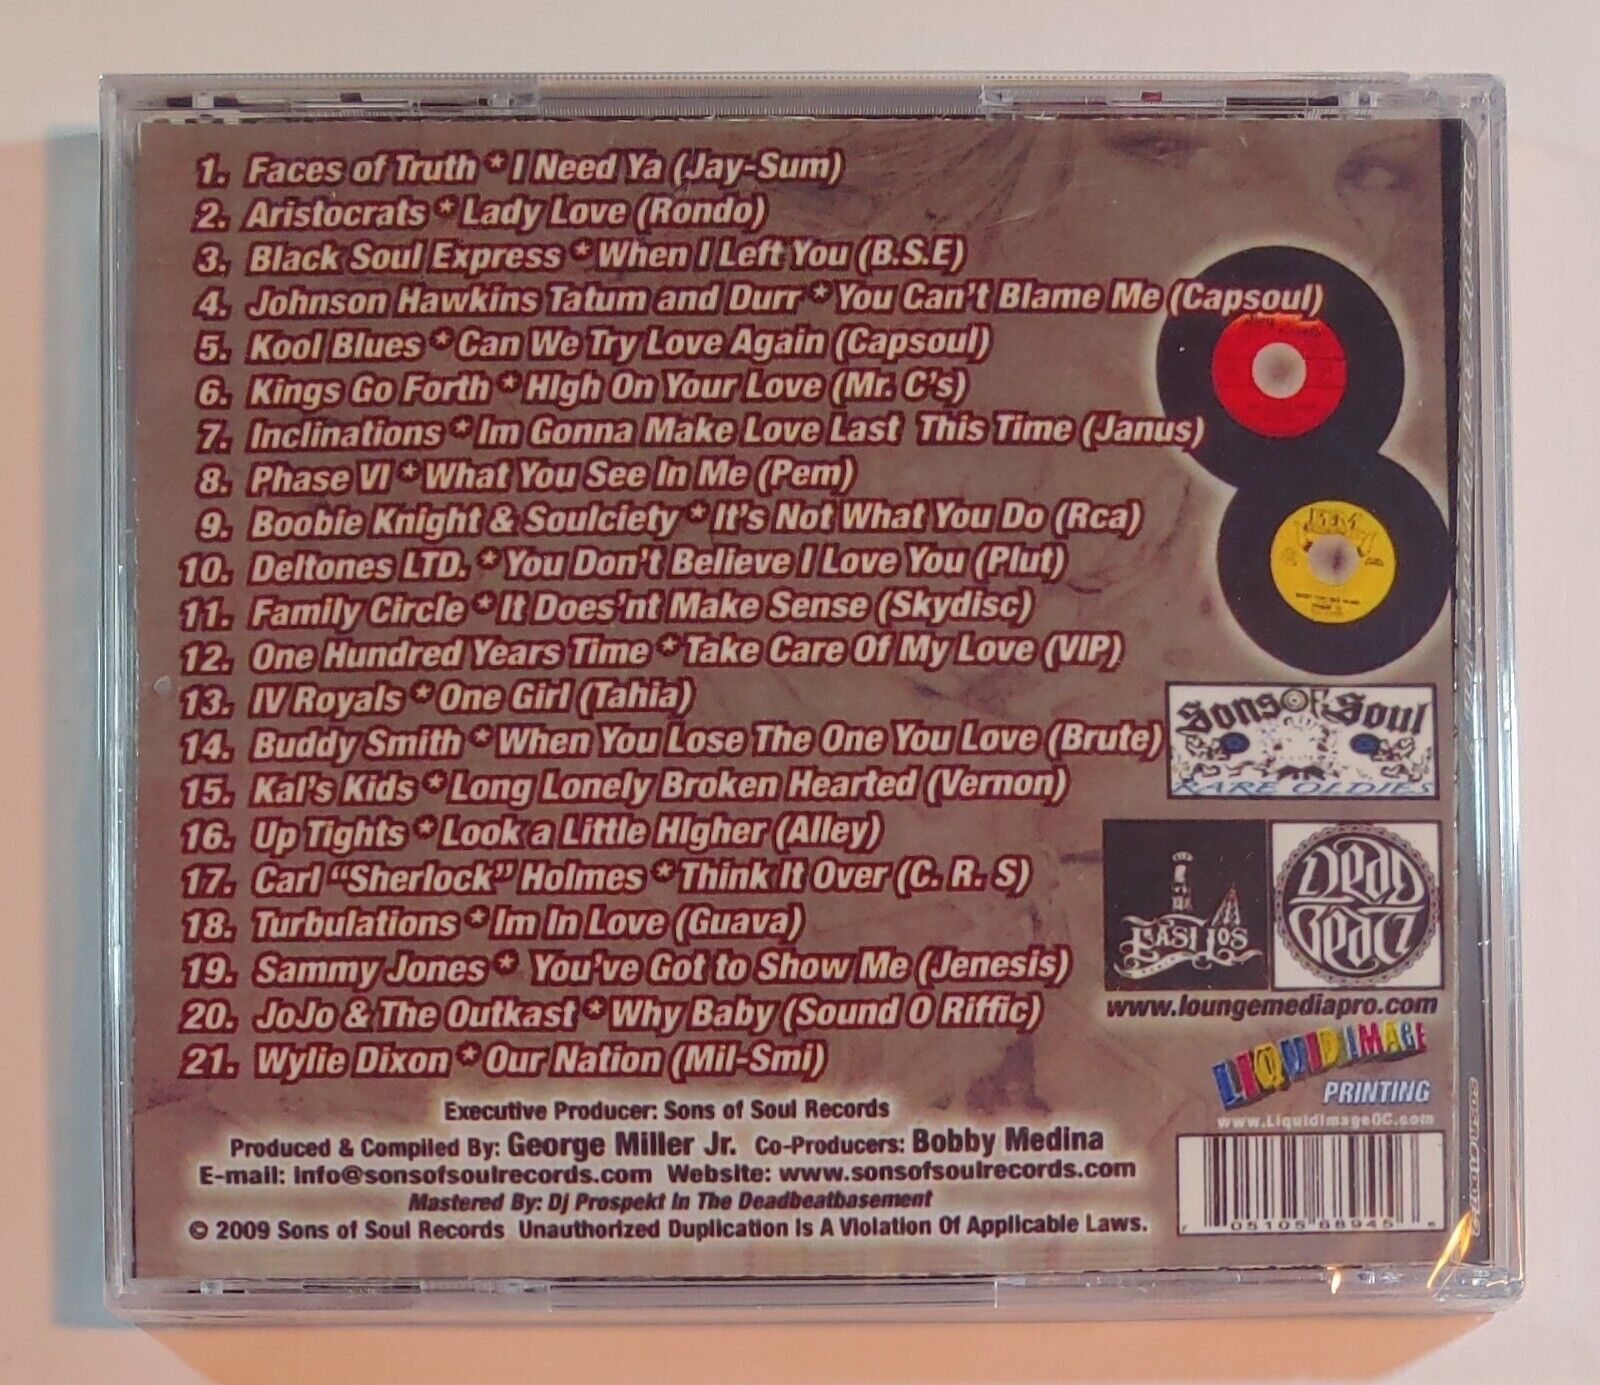 1. Faces of Truth * I Need Ya (Jay-Sum)
2. Aristocrats * Lady Love (Rondo)
3. Black Soul Express * When I Left You (B.S.E)
4. Johnson Hawkins Tatum and Durr * You Can't Blame Me (Capsoul)
5. Kool Blues * Can We Try Love Again (Capsoul)
6. Kings Go Forth * HIgh On Your Love (Mr. C's)
7. Inclinations * Im Gonna Make Love Last This Time (Janus)
8. Phase VI * What You See In Me (Pem)
9. Boobie Knight & Soulciety * It's Not What You Do (Rca)
10. Deltones LTD. * You Don't Believe I Love You (Plut)
11. Family Circle * It Does'nt Make Sense (Skydisc)
12. One Hundred Years Time * Take Care Of My Love (VIP)
13. IV Royals * One Girl (Tahia)
14. Buddy Smith * When You Lose The One You Love (Brute)
15. Kal's Kids * Long Lonely Broken Hearted (Vernon)
16. Up Tights * Look a Little HIgher (Alley)
17. Carl "Sherlock" Holmes * Think It Over (C. R. S)
18. Turbulations * Im In Love (Guava)
19. Sammy Jones * You've Got to Show Me (Jenesis)
20. JoJo & The Outkast * Why Baby (Sound O Riffic)
21. Wylie Dixon * Our Nation (Mil-Smi)
Executive Producer: Sons of Soul Records
Produced & Compiled By: George Miller Jr. Co-Producers: Bobby Medina
E-mail: info@sonsofsoulrecords.com Website: www.sonsofsoulrecords.com
Mastered By: Dj Prospekt In The Deadbeatbasement
© 2009 Sons of Soul Records Unauthorized Duplication Is A Violation Of Applicable Laws.
Sons of Soul
RARE OLDIES
EAST LOS
DEAD BEAT
www.loungemediapro.com
LIQUID IMAGE
PRINTING
www.LiquidImageOC.com
7 05105 68945 6